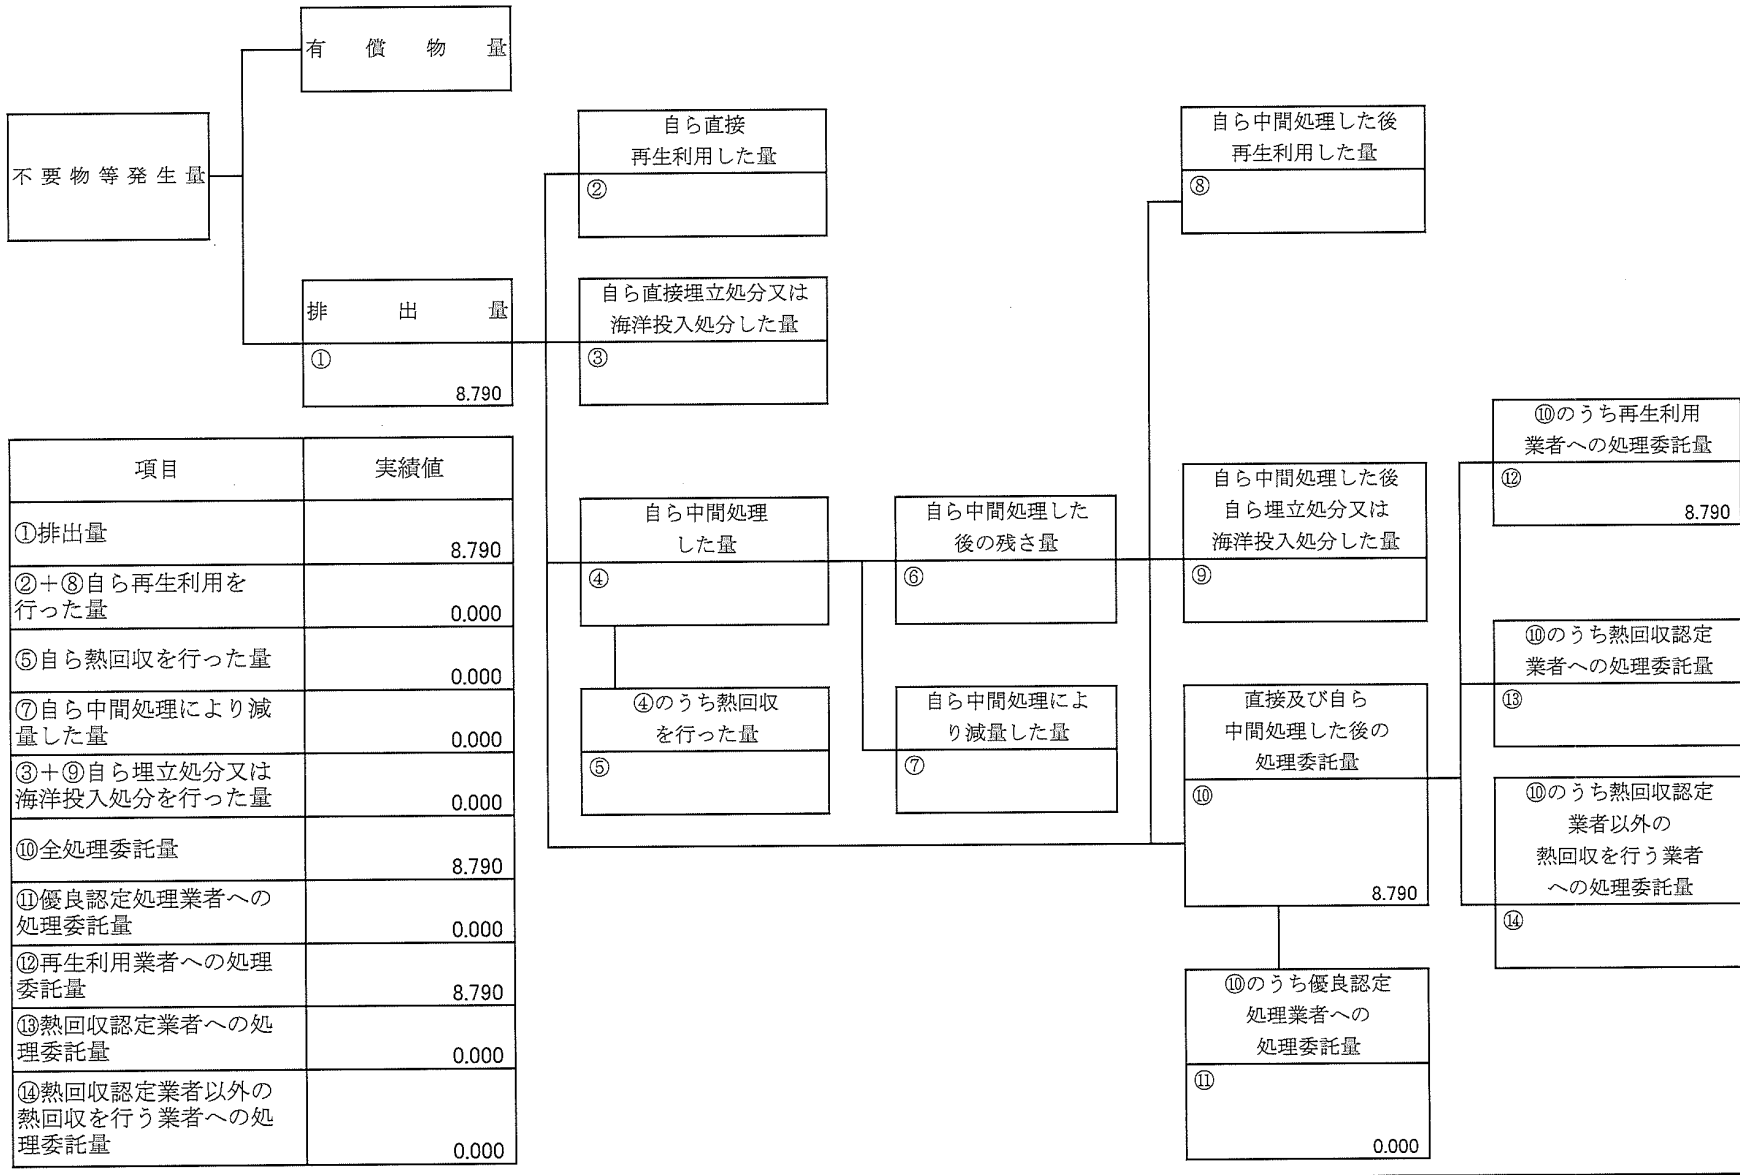 有償物量
不要物等発生量
排出量
①
8.790
自ら直接
再生利用した量
②
自ら直接埋立処分又は
海洋投入処分した量
③
自ら中間処理
した量
④
④のうち熱回収
を行った量
⑤
自ら中間処理した
後の残さ量
⑥
自ら中間処理によ
り減量した量
⑦
自ら中間処理した後
再生利用した量
⑧
自ら中間処理した後
自ら埋立処分又は
海洋投入処分した量
⑨
直接及び自ら
中間処理した後の
処理委託量
⑩
8.790
⑩のうち優良認定
処理業者への
処理委託量
⑪
0.000
⑩のうち再生利用
業者への処理委託量
⑫
8.790
⑩のうち熱回収認定
業者への処理委託量
⑬
⑩のうち熱回収認定
業者以外の
熱回収を行う業者
への処理委託量
⑭
項目 実績値
①排出量
8.790
②+⑧自ら再生利用を
行った量
0.000
⑤自ら熱回収を行った量
0.000
⑦自ら中間処理により減
量した量
0.000
③+⑨自ら埋立処分又は
海洋投入処分を行った量
0.000
⑩全処理委託量
8.790
⑪優良認定処理業者への
処理委託量
0.000
⑫再生利用業者への処理
委託量
8.790
⑬熱回収認定業者への処
理委託量
0.000
⑭熱回収認定業者以外の
熱回収を行う業者への処
理委託量
0.000